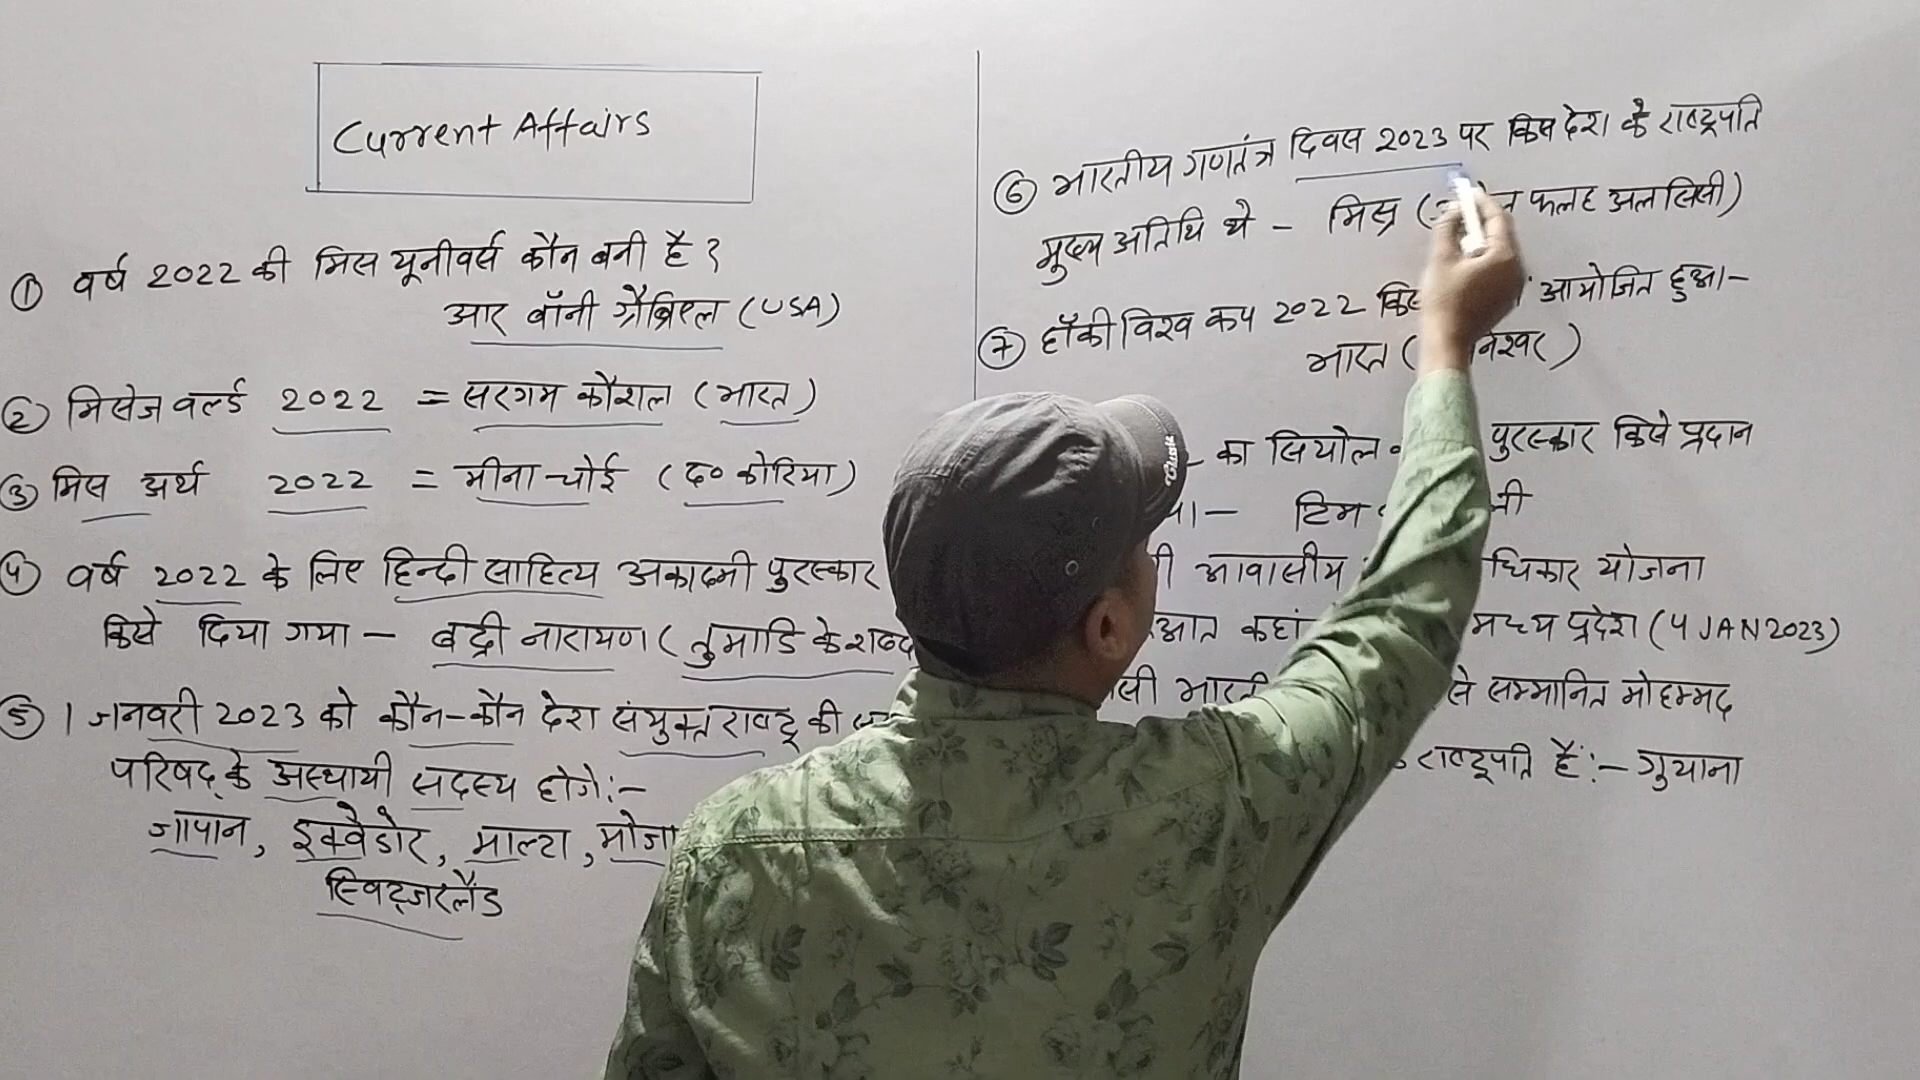 Current Affairs
① वर्ष 2022 की मिस यूनीवर्स कौन बनी है ?
आर बॉनी ग्रैब्रिएल (USA)
② मिसेज वर्ल्ड 2022 = सरगम कौशल (भारत)
③ मिस अर्थ 2022 = मीना-चोई (द० कोरिया)
④ वर्ष 2022 के लिए हिन्दी साहित्य अकादमी पुरस्कार
किसे दिया गया – बद्री नारायण (तुमाडि के शब्द
⑤ 1 जनवरी 2023 को कौन-कौन देश संयुक्त राष्ट्र की
परिषद् के अस्थायी सदस्य होगे:-
जापान, इक्वेडोर, माल्टा,
स्विट्जरलैंड
⑥ भारतीय गणतंत्र दिवस 2023 पर किस देश के राष्ट्रपति
मुख्य अतिथि थे – मिस्र ( फलह अल सिसी)
⑦ हॉकी विश्व कप 2022 आयोजित हुआ-
भारत ( )
का सियोल पुरस्कार किसे प्रदान
टिम
आवासीय योजना
कहां मध्य प्रदेश (4 JAN 2023)
से सम्मानित मोहम्मद
राष्ट्रपति हैं:- गुयाना